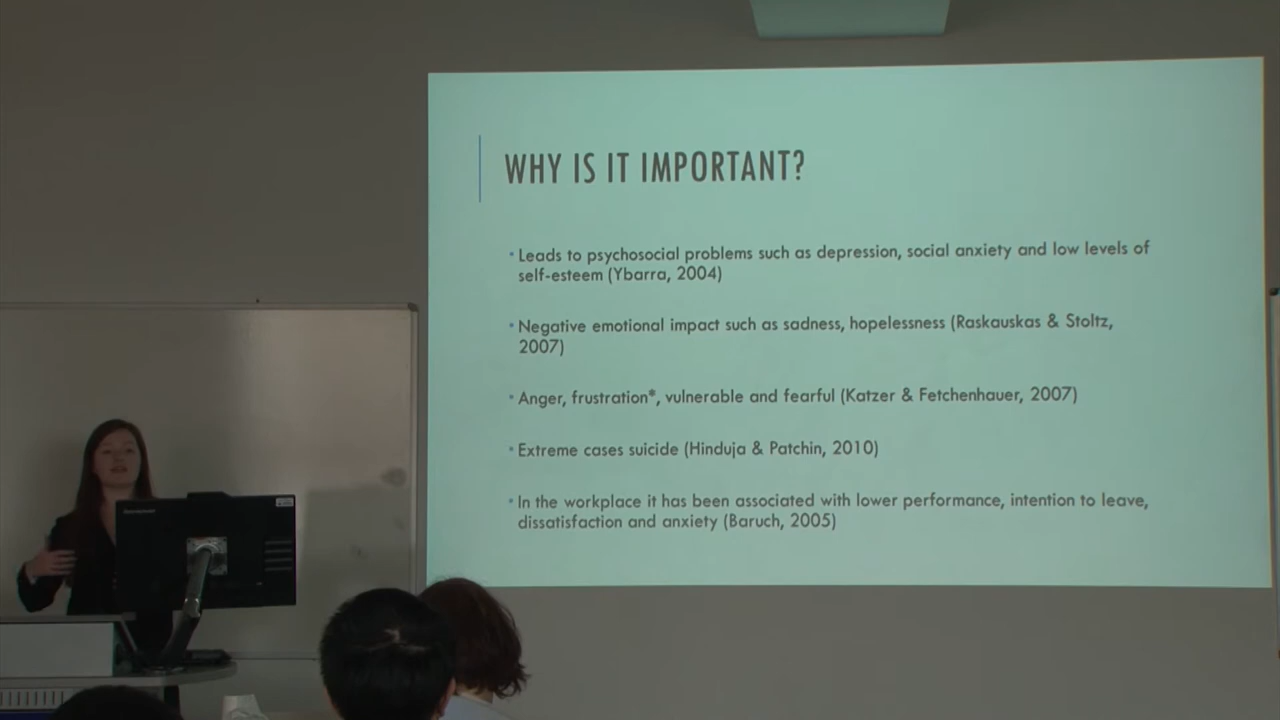 WHY IS IT IMPORTANT?
• Leads to psychosocial problems such as depression, social anxiety and low levels of
self-esteem (Ybarra, 2004)
• Negative emotional impact such as sadness, hopelessness (Raskauskas & Stoltz,
2007)
• Anger, frustration*, vulnerable and fearful (Katzer & Fetchenhauer, 2007)
• Extreme cases suicide (Hinduja & Patchin, 2010)
• In the workplace it has been associated with lower performance, intention to leave,
dissatisfaction and anxiety (Baruch, 2005)